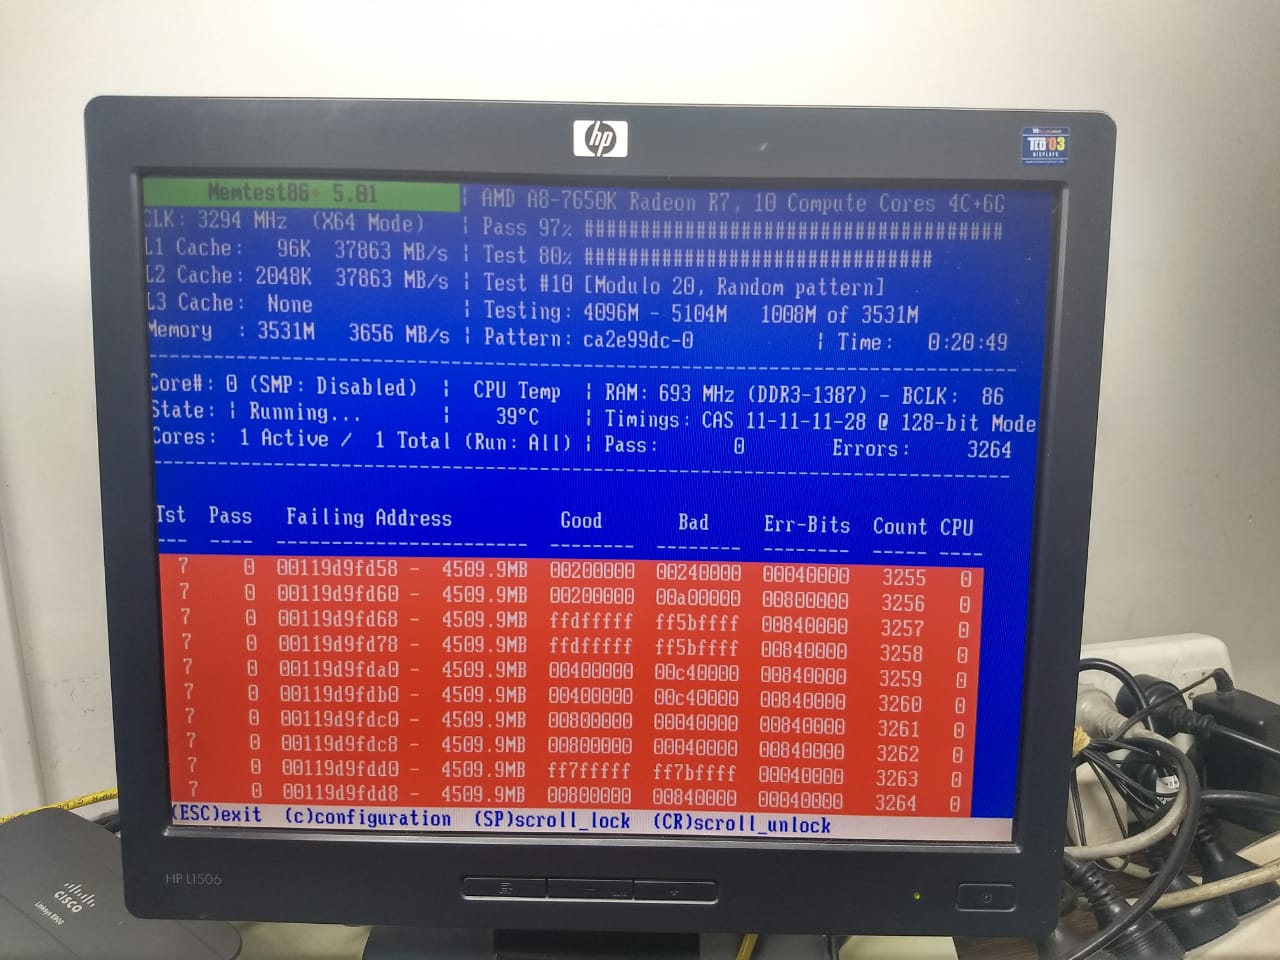 hp
TCO'03
DISPLAYS
Memtest86+ 5.01 | AMD A8-7650K Radeon R7, 10 Compute Cores 4C+6G
CLK: 3294 MHz (X64 Mode) | Pass 97% ######################################
L1 Cache: 96K 37863 MB/s | Test 80% ################################
L2 Cache: 2048K 37863 MB/s | Test #10 [Modulo 20, Random pattern]
L3 Cache: None | Testing: 4096M - 5104M 1008M of 3531M
Memory : 3531M 3656 MB/s | Pattern: ca2e99dc-0 | Time: 0:20:49
Core#: 0 (SMP: Disabled) | CPU Temp | RAM: 693 MHz (DDR3-1387) - BCLK: 86
State: | Running... | 39°C | Timings: CAS 11-11-11-28 @ 128-bit Mode
Cores: 1 Active / 1 Total (Run: All) | Pass: 0 Errors: 3264
Tst Pass Failing Address Good Bad Err-Bits Count CPU
7 0 00119d9fd58 - 4509.9MB 00200000 00240000 00040000 3255 0
7 0 00119d9fd60 - 4509.9MB 00200000 00a00000 00800000 3256 0
7 0 00119d9fd68 - 4509.9MB ffdfffff ff5bffff 00840000 3257 0
7 0 00119d9fd78 - 4509.9MB ffdfffff ff5bffff 00840000 3258 0
7 0 00119d9fda0 - 4509.9MB 00400000 00c40000 00840000 3259 0
7 0 00119d9fdb0 - 4509.9MB 00400000 00c40000 00840000 3260 0
7 0 00119d9fdc0 - 4509.9MB 00800000 00040000 00840000 3261 0
7 0 00119d9fdc8 - 4509.9MB 00800000 00040000 00840000 3262 0
7 0 00119d9fdd0 - 4509.9MB ff7fffff ff7bffff 00040000 3263 0
7 0 00119d9fdd8 - 4509.9MB 00800000 00840000 00040000 3264 0
(ESC)exit (c)configuration (SP)scroll_lock (CR)scroll_unlock
HP L1506
CISCO